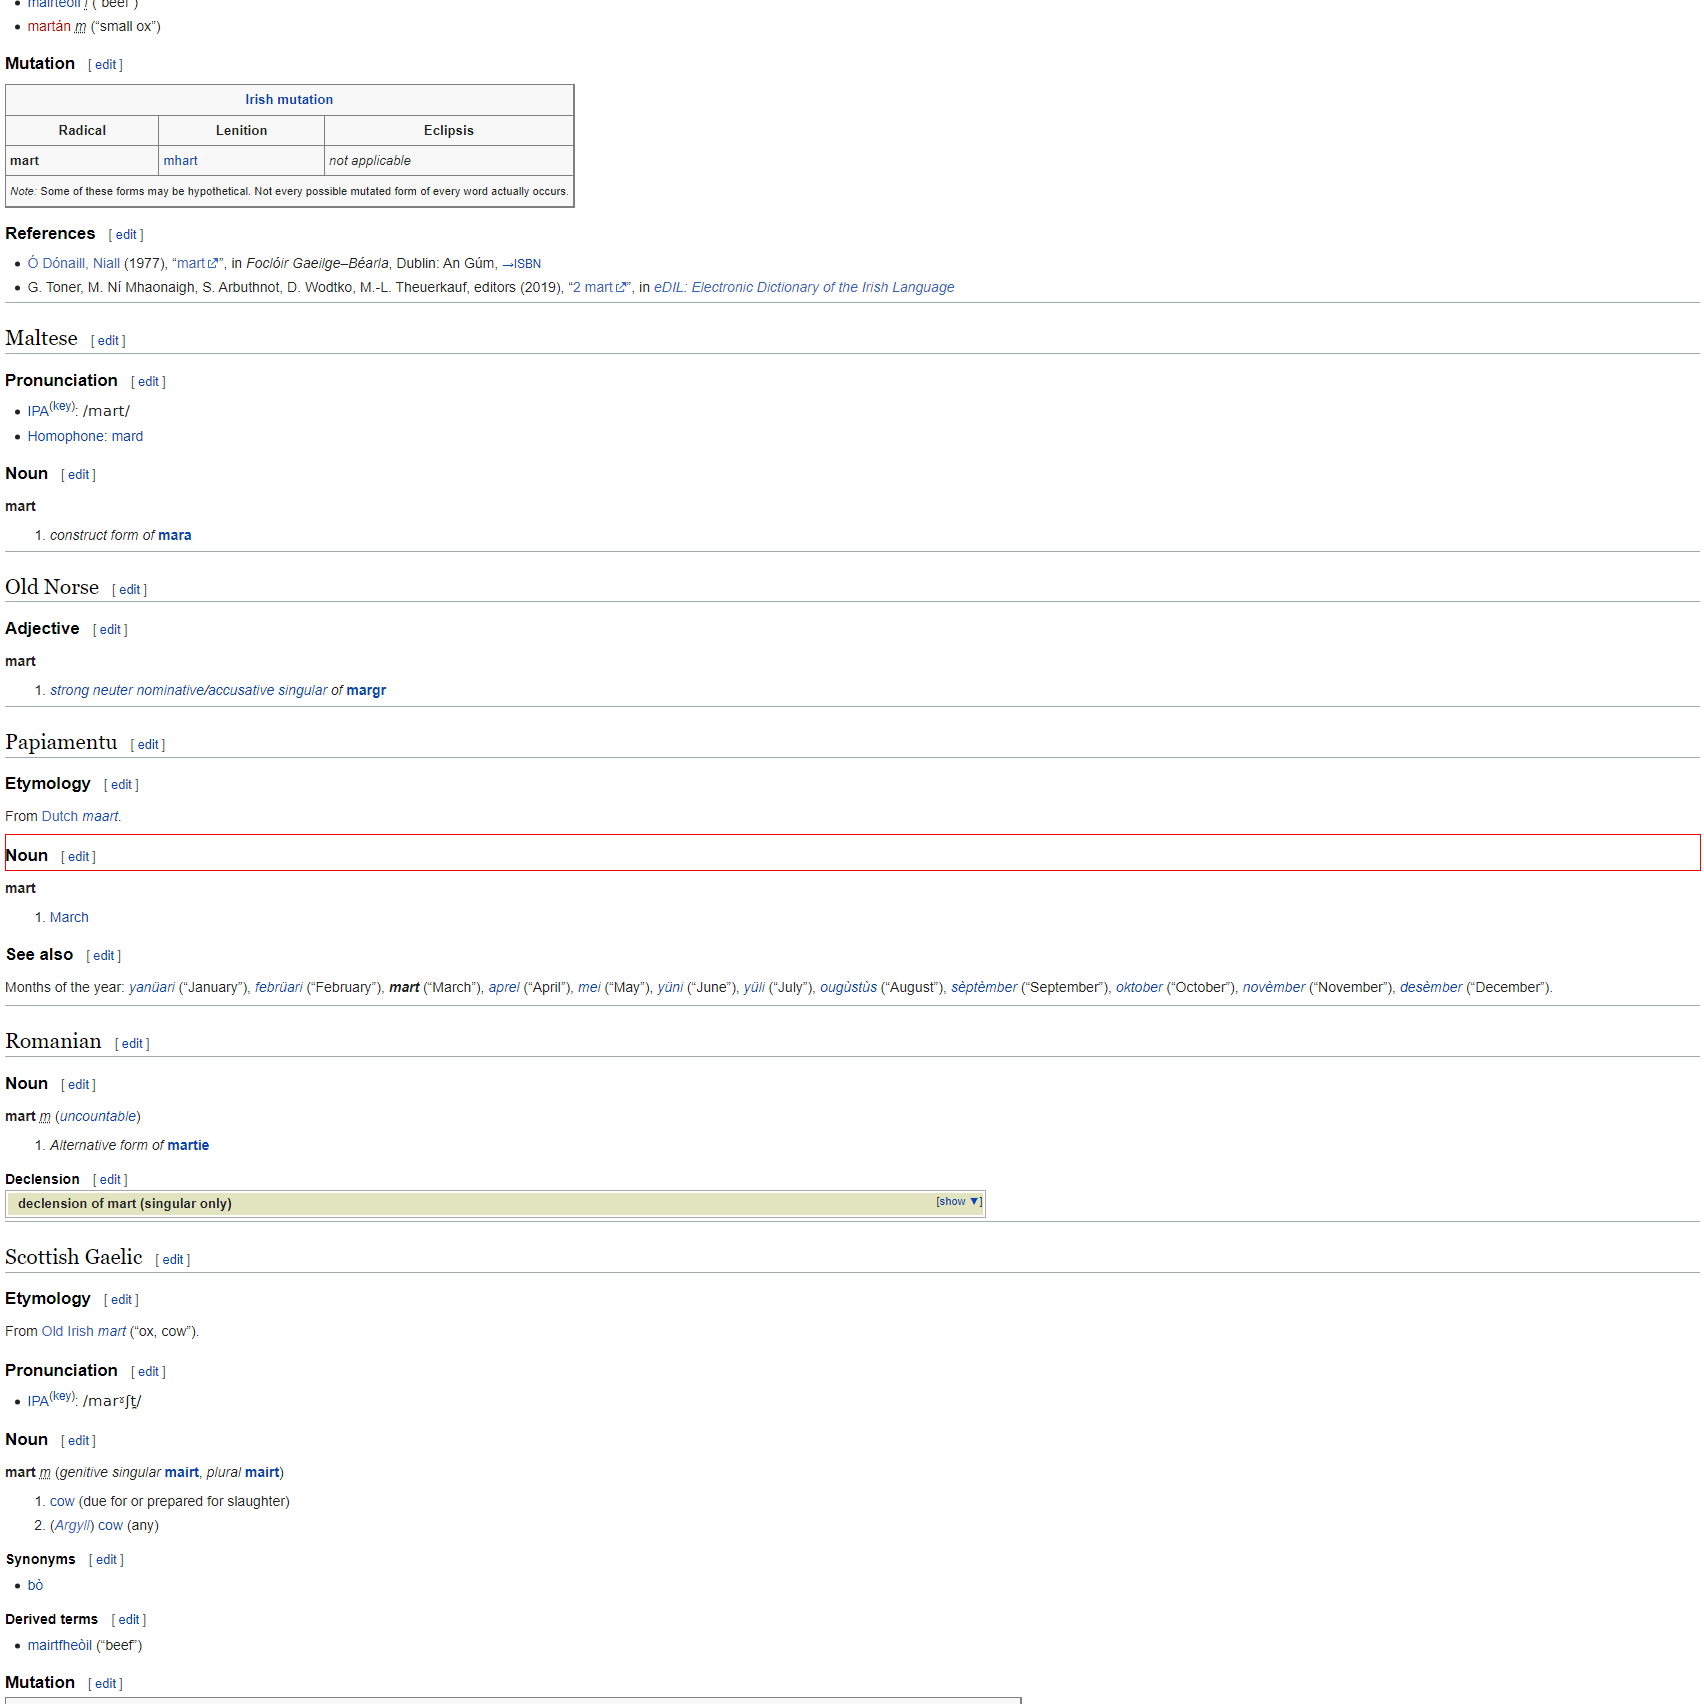 mairteoil f ("beef")
martán m (“small ox”)
Mutation [ edit ]
Irish mutation
Radical Lenition Eclipsis
mart mhart not applicable
Note: Some of these forms may be hypothetical. Not every possible mutated form of every word actually occurs.
References [ edit ]
Ó Dónaill, Niall (1977), “mart”, in Foclóir Gaeilge–Béarla, Dublin: An Gúm, →ISBN
G. Toner, M. Ní Mhaonaigh, S. Arbuthnot, D. Wodtko, M.-L. Theuerkauf, editors (2019), “2 mart”, in eDIL: Electronic Dictionary of the Irish Language
Maltese [ edit ]
Pronunciation [ edit ]
IPA(key): /mart/
Homophone: mard
Noun [ edit ]
mart
1. construct form of mara
Old Norse [ edit ]
Adjective [ edit ]
mart
1. strong neuter nominative/accusative singular of margr
Papiamentu [ edit ]
Etymology [ edit ]
From Dutch maart.
Noun [ edit ]
mart
1. March
See also [ edit ]
Months of the year: yanüari (“January”), febrüari (“February”), mart (“March”), aprel (“April”), mei (“May”), yüni (“June”), yüli (“July”), ougùstùs (“August”), sèptèmber (“September”), oktober (“October”), novèmber (“November”), desèmber (“December”).
Romanian [ edit ]
Noun [ edit ]
mart m (uncountable)
1. Alternative form of martie
Declension [ edit ]
declension of mart (singular only) [show ▼]
Scottish Gaelic [ edit ]
Etymology [ edit ]
From Old Irish mart (“ox, cow”).
Pronunciation [ edit ]
IPA(key): /marˠʃt̪/
Noun [ edit ]
mart m (genitive singular mairt, plural mairt)
1. cow (due for or prepared for slaughter)
2. (Argyll) cow (any)
Synonyms [ edit ]
bò
Derived terms [ edit ]
mairtfheòil (“beef”)
Mutation [ edit ]